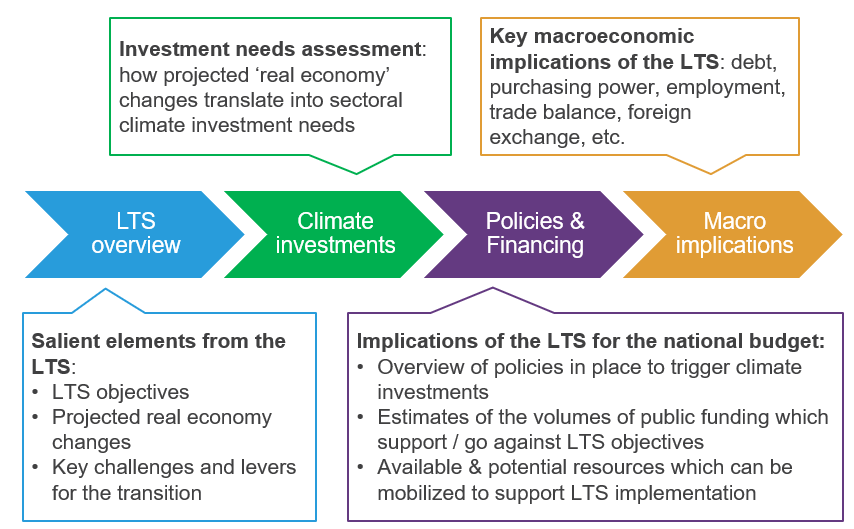 Investment needs assessment:
how projected ‘real economy’
changes translate into sectoral
climate investment needs
Key macroeconomic
implications of the LTS: debt,
purchasing power, employment,
trade balance, foreign
exchange, etc.
LTS
overview
Climate
investments
Policies &
Financing
Macro
implications
Salient elements from the
LTS:
• LTS objectives
• Projected real economy
changes
• Key challenges and levers
for the transition
Implications of the LTS for the national budget:
• Overview of policies in place to trigger climate
investments
• Estimates of the volumes of public funding which
support / go against LTS objectives
• Available & potential resources which can be
mobilized to support LTS implementation